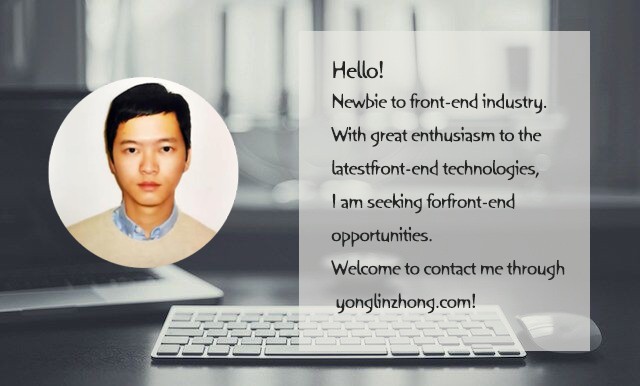 Hello!
Newbie to front-end industry.
With great enthusiasm to the
latestfront-end technologies,
I am seeking forfront-end
opportunities.
Welcome to contact me through
yonglinzhong.com!